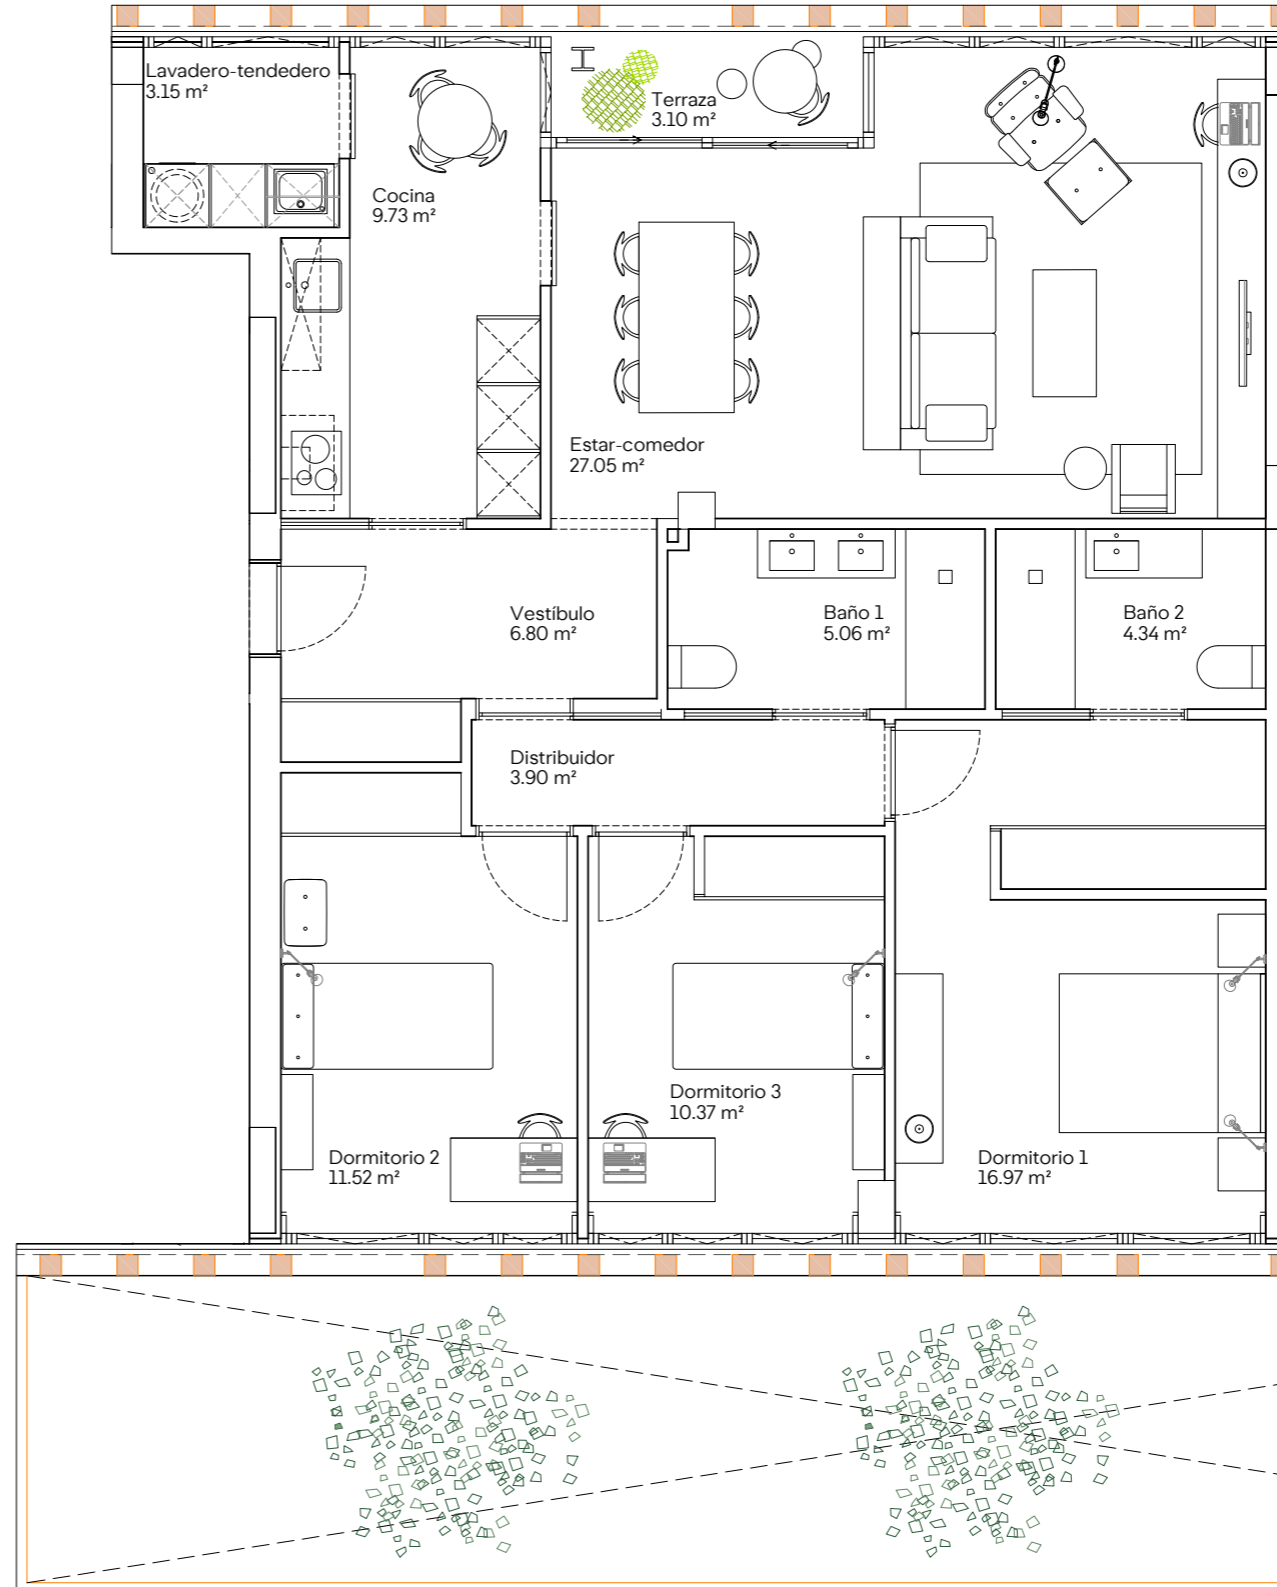 Lavadero-tendedero
3.15 m²
Terraza
3.10 m²
Cocina
9.73 m²
Estar-comedor
27.05 m²
Vestíbulo
6.80 m²
Baño 1
5.06 m²
Baño 2
4.34 m²
Distribuidor
3.90 m²
Dormitorio 3
10.37 m²
Dormitorio 2
11.52 m²
Dormitorio 1
16.97 m²